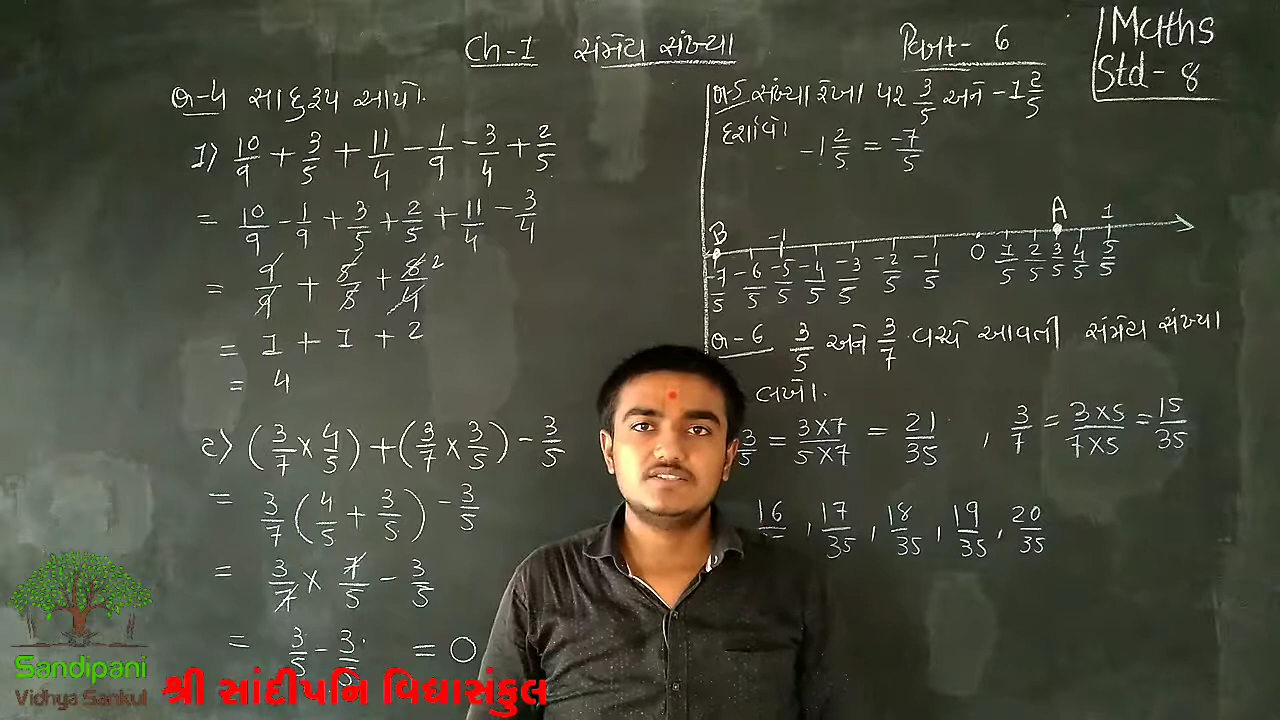 Ch-1 સંમેય સંખ્યા
વિભાગ- 6
Maths
Std - 8
પ્ર-4 સાદુરૂપ આપો.
1) 10/9 + 3/5 + 11/4 - 1/9 - 3/4 + 2/5
= 10/9 - 1/9 + 3/5 + 2/5 + 11/4 - 3/4
= 9/9 + 5/5 + 8/4 2
= 1 + 1 + 2
= 4
2) (3/7 × 4/5) + (3/7 × 3/5) - 3/5
= 3/7 (4/5 + 3/5) - 3/5
= 3/7 × 7/5 - 3/5
= 3/5 - 3/5 = 0
પ્ર-5 સંખ્યા રેખા પર 3/5 અને -1 2/5
દર્શાવો.
-1 2/5 = -7/5
B -1 0 A 1
-7/5 -6/5 -5/5 -4/5 -3/5 -2/5 -1/5 1/5 2/5 3/5 4/5 5/5
પ્ર-6 3/5 અને 3/7 વચ્ચે આવતી સંમેય સંખ્યા
લખો.
3/5 = 3×7/5×7 = 21/35 , 3/7 = 3×5/7×5 = 15/35
16 , 17/35 , 18/35 , 19/35 , 20/35
Sandipani
Vidhya Sankul
શ્રી સાંદીપનિ વિદ્યાસંકુલ